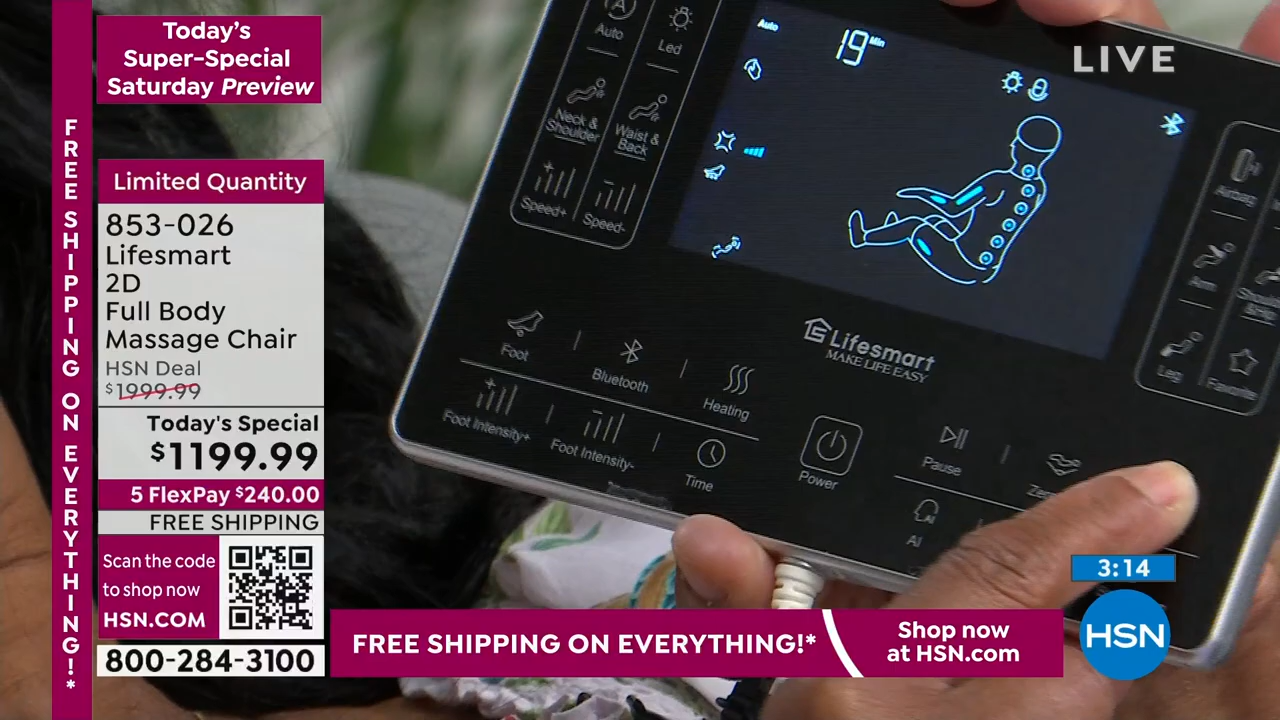 Today's
Super-Special
Saturday Preview
FREE SHIPPING ON EVERYTHING!*
Limited Quantity
853-026
Lifesmart
2D
Full Body
Massage Chair
HSN Deal
$1999.99
Today's Special
$1199.99
5 FlexPay $240.00
FREE SHIPPING
Scan the code
to shop now
HSN.COM
800-284-3100
LIVE
Auto
Led
Neck &
Shoulder
Waist &
Back
Speed+
Speed-
Auto
19 Min
Airbag
Arm
Leg
Favorite
Lifesmart
MAKE LIFE EASY
Foot
Bluetooth
Heating
Foot Intensity+
Foot Intensity-
Time
Power
Pause
AI
AI
3:14
HSN
FREE SHIPPING ON EVERYTHING!*
Shop now
at HSN.com